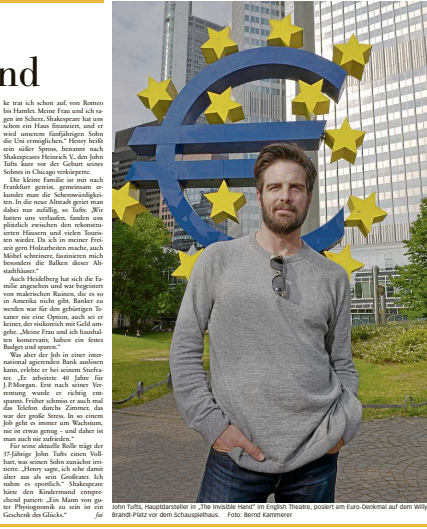 nd
ke trat ich schon auf, von Romeo
bis Hamlet. Meine Frau und ich sa-
gen im Scherz, Shakespeare hat uns
schon ein Haus finanziert, und er
wird unserem fünfjährigen Sohn
die Uni ermöglichen.“ Henry heißt
sein süßer Spross, benannt nach
Shakespeares Heinrich V., den John
Tufts kurz vor der Geburt seines
Sohnes in Chicago verkörperte.
Die kleine Familie ist mit nach
Frankfurt gereist, gemeinsam er-
kundet man die Sehenswürdigkei-
ten. In die neue Altstadt geriet man
dabei nur zufällig, so Tufts: „Wir
hatten uns verlaufen, fanden uns
plötzlich zwischen den rekonstru-
ierten Häusern und vielen Touris-
ten wieder. Da ich in meiner Frei-
zeit gern Holzarbeiten mache, auch
Möbel schreinere, faszinieren mich
besonders die Balken dieser Alt-
stadthäuser.“
Auch Heidelberg hat sich die Fa-
milie angesehen und war begeistert
von malerischen Ruinen, die es so
in Amerika nicht gibt. Banker zu
werden war für den gebürtigen Te-
xaner nie eine Option, auch sei er
keiner, der risikoreich mit Geld um-
gehe. „Meine Frau und ich haushal-
ten konservativ, haben ein festes
Budget und sparen.“
Was aber der Job in einer inter-
national agierenden Bank auslösen
kann, erlebte er bei seinem Stiefva-
ter. „Er arbeitete 40 Jahre für
J.P.Morgan. Erst nach seiner Ver-
rentung wurde er richtig ent-
spannt. Früher schmiss er auch mal
das Telefon durchs Zimmer, das
war der große Stress. In so einem
Job geht es immer um Wachstum,
nie ist etwas genug – und daher ist
man auch nie zufrieden.“
Für seine aktuelle Rolle trägt der
37-Jährige John Tufts einen Voll-
bart, was seinen Sohn zunächst irri-
tierte. „Henry sagte, ich sehe damit
älter aus als sein Großvater. Ich
nahm es sportlich.“ Shakespeare
hätte den Kindermund entspre-
chend pariert: „Ein Mann von gu-
ter Physiognomie zu sein ist ein
Geschenk des Glücks.“ fai
John Tufts, Hauptdarsteller in „The Invisible Hand“ im English Theatre, posiert am Euro-Denkmal auf dem Willy
Brandt-Platz vor dem Schauspielhaus. Foto: Bernd Kammerer